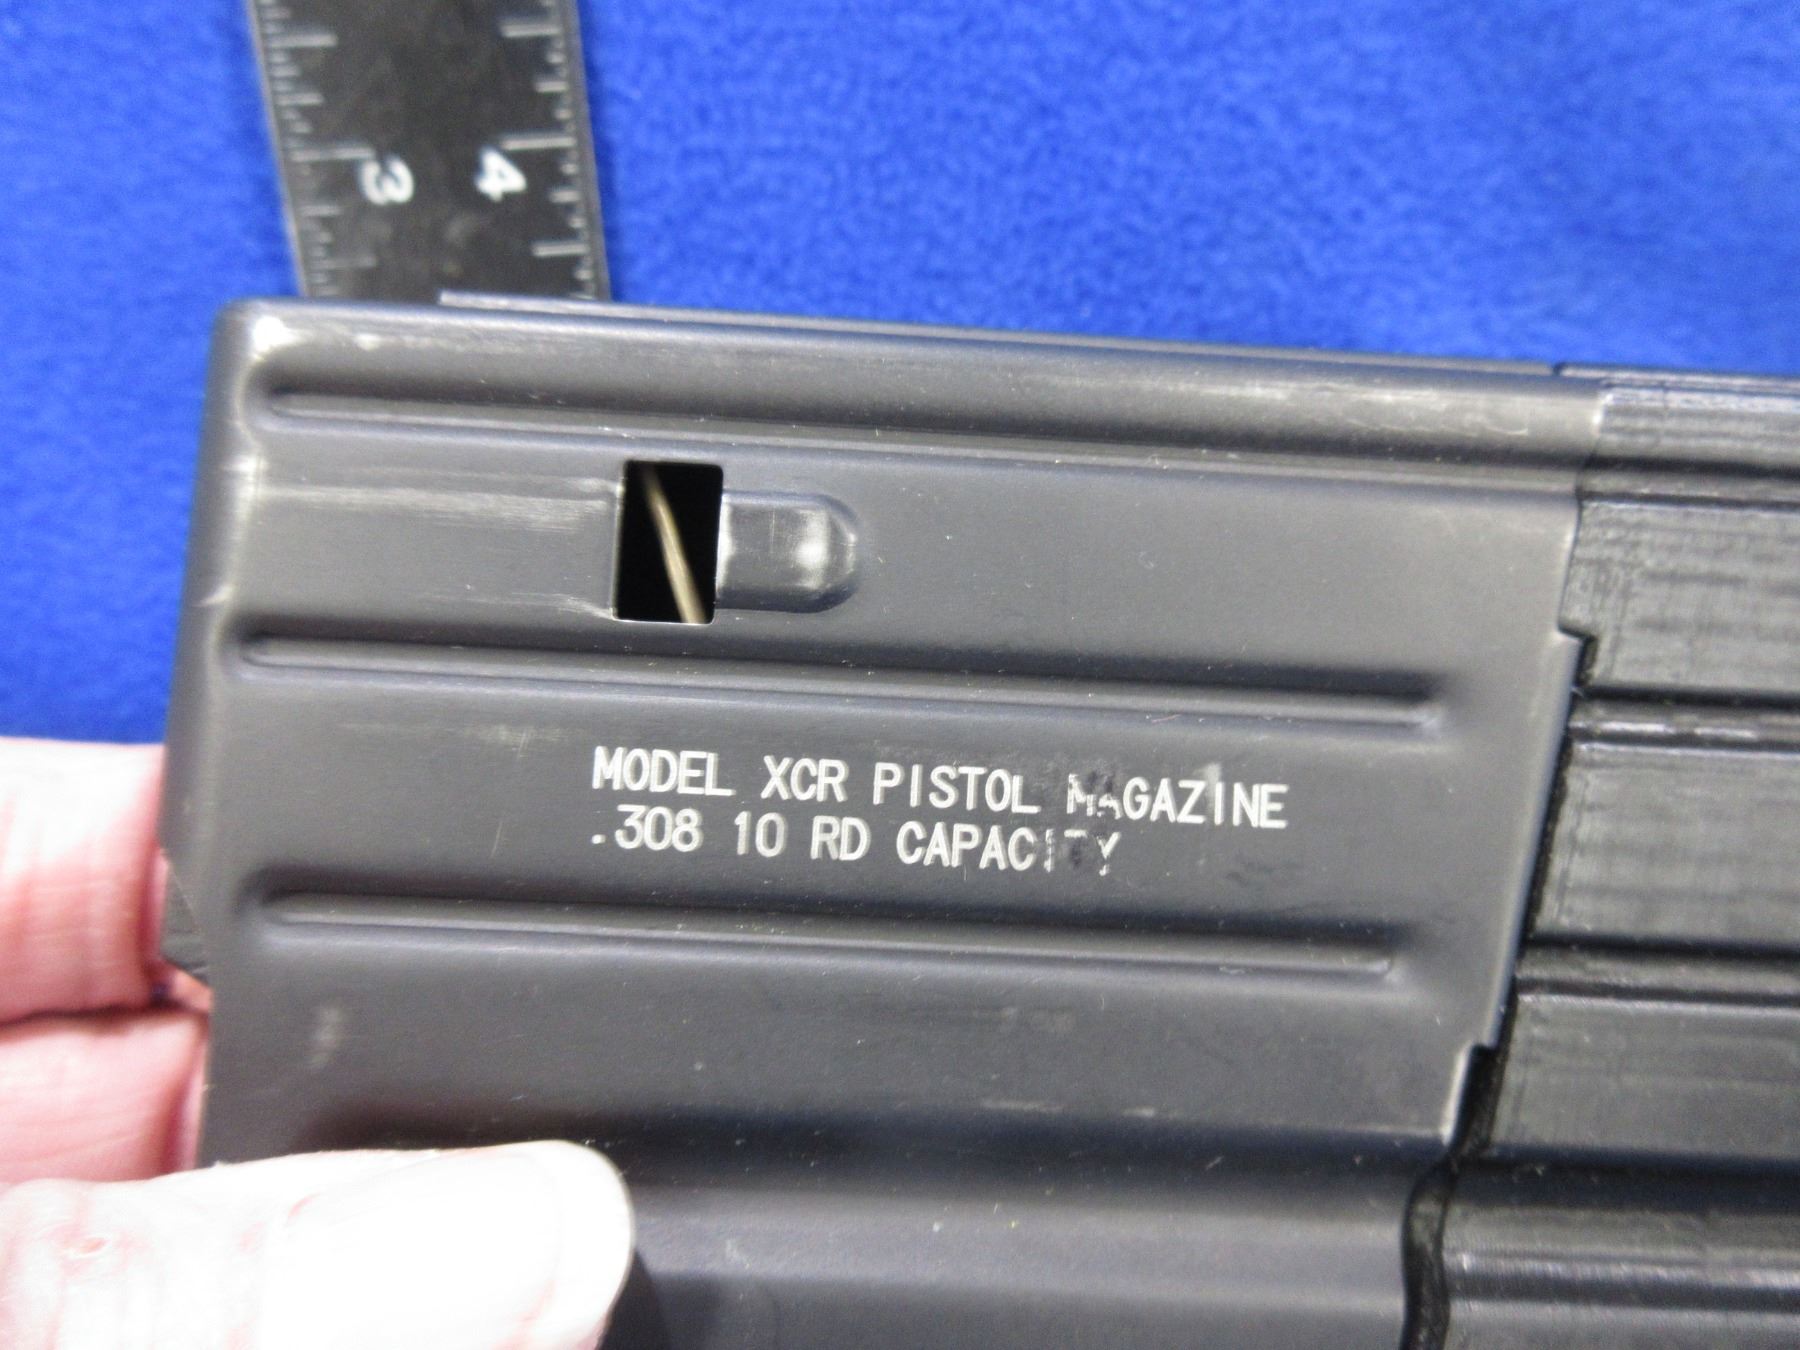 3 4
MODEL XCR PISTOL MAGAZINE
.308 10 RD CAPACITY